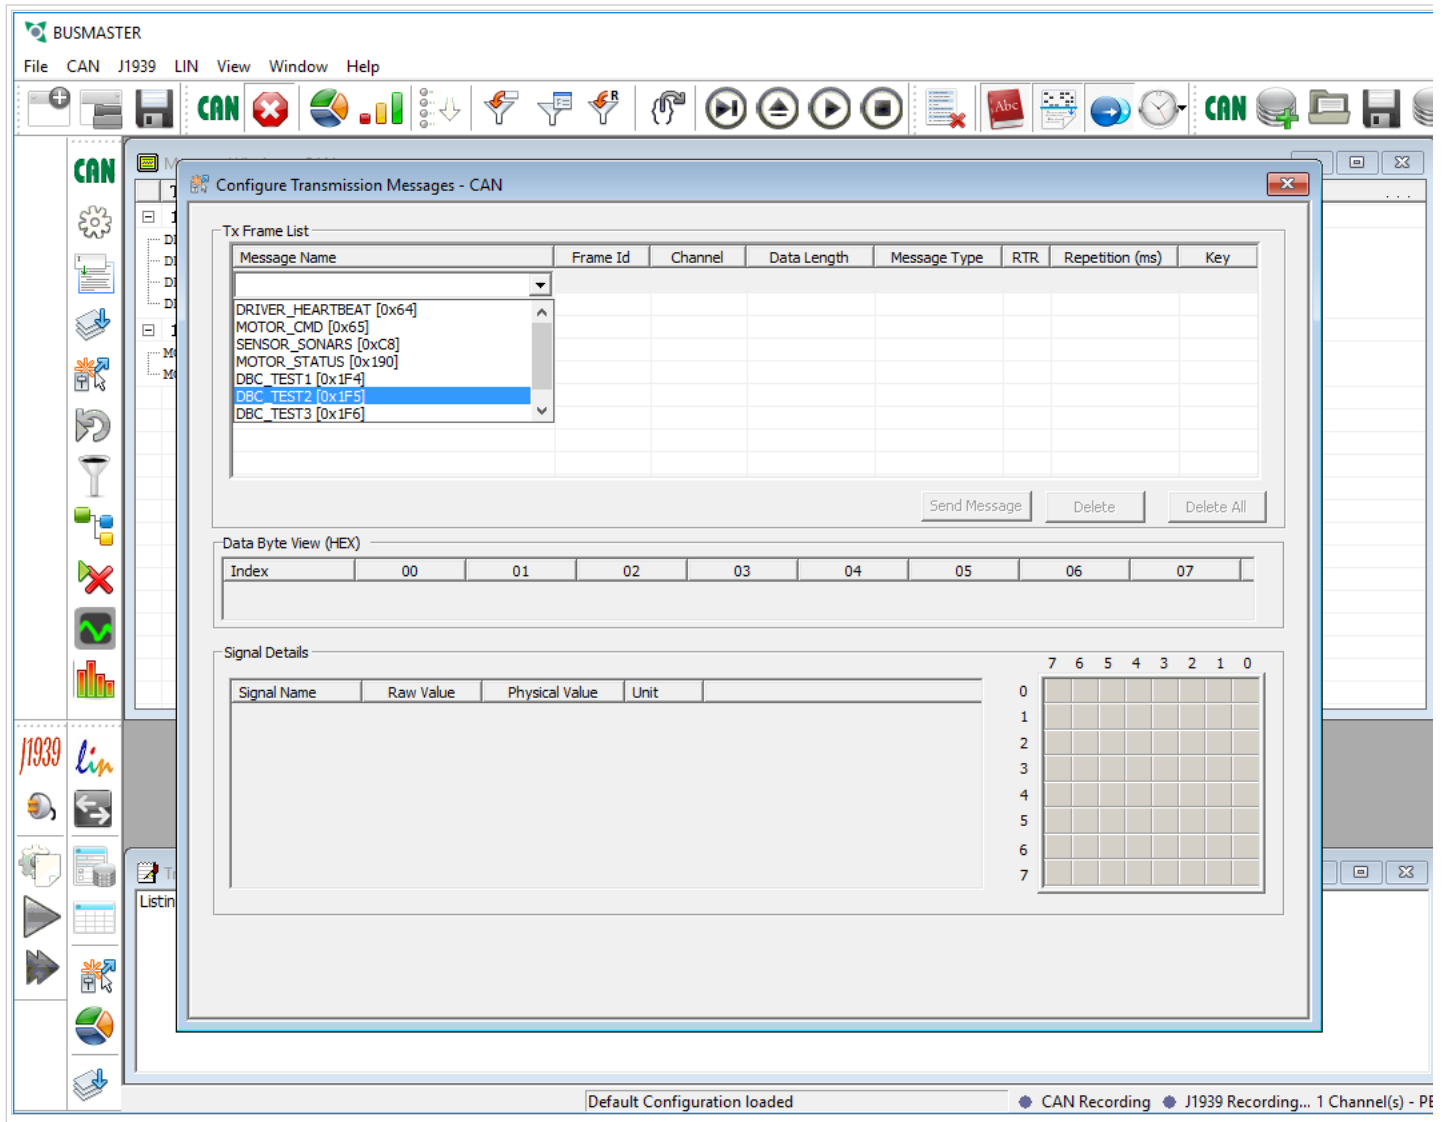 BUSMASTER
File CAN J1939 LIN View Window Help
CAN R Abc CAN
CAN
Configure Transmission Messages - CAN
Tx Frame List
Message Name Frame Id Channel Data Length Message Type RTR Repetition (ms) Key
DRIVER_HEARTBEAT [0x64]
MOTOR_CMD [0x65]
SENSOR_SONARS [0xC8]
MOTOR_STATUS [0x190]
DBC_TEST1 [0x1F4]
DBC_TEST2 [0x1F5]
DBC_TEST3 [0x1F6]
Send Message Delete Delete All
Data Byte View (HEX)
Index 00 01 02 03 04 05 06 07
Signal Details
7 6 5 4 3 2 1 0
Signal Name Raw Value Physical Value Unit
0
1
2
3
4
5
6
7
J1939 lin
Listin
Default Configuration loaded CAN Recording J1939 Recording... 1 Channel(s) - PE